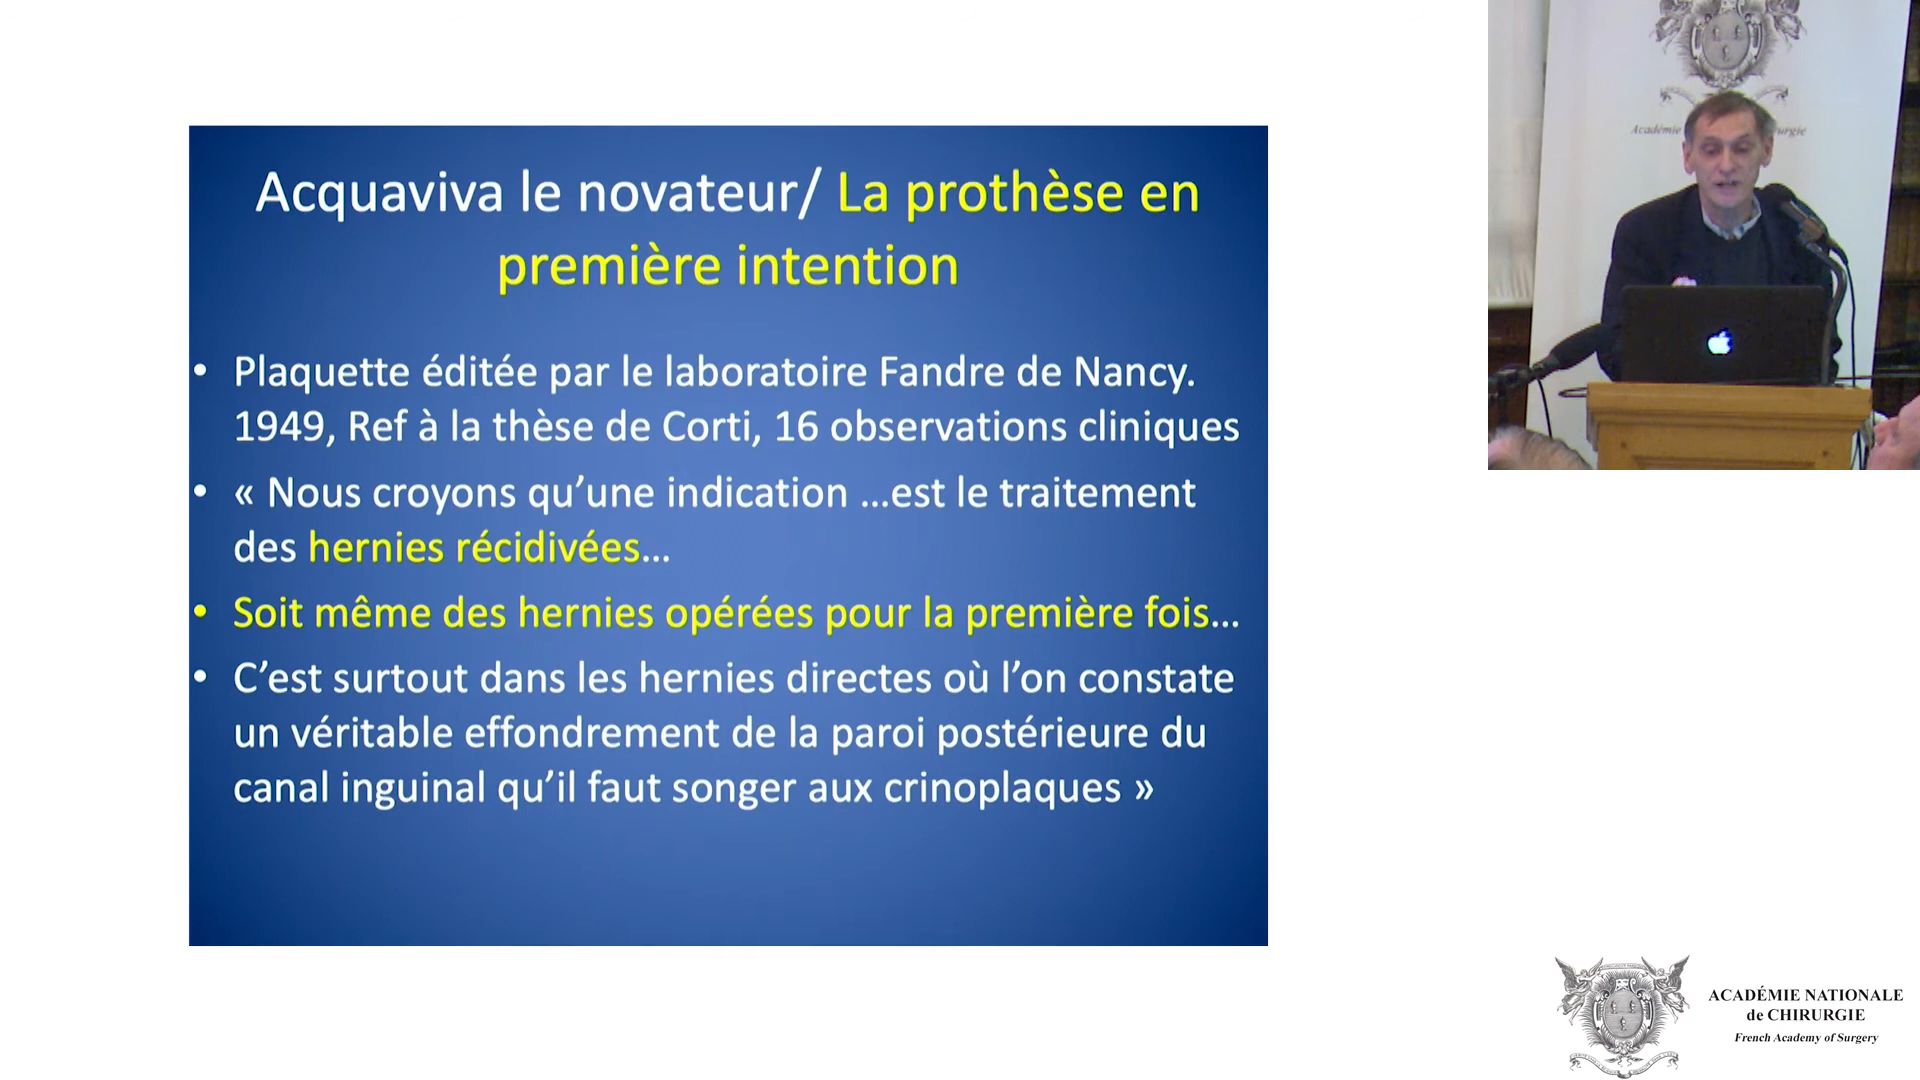 Acquaviva le novateur/ La prothèse en
première intention
• Plaquette éditée par le laboratoire Fandre de Nancy.
1949, Ref à la thèse de Corti, 16 observations cliniques
• « Nous croyons qu’une indication ...est le traitement
des hernies récidivées...
• Soit même des hernies opérées pour la première fois...
• C’est surtout dans les hernies directes où l’on constate
un véritable effondrement de la paroi postérieure du
canal inguinal qu’il faut songer aux crinoplaques »
Académie
urgie
ACADÉMIE NATIONALE
de CHIRURGIE
French Academy of Surgery